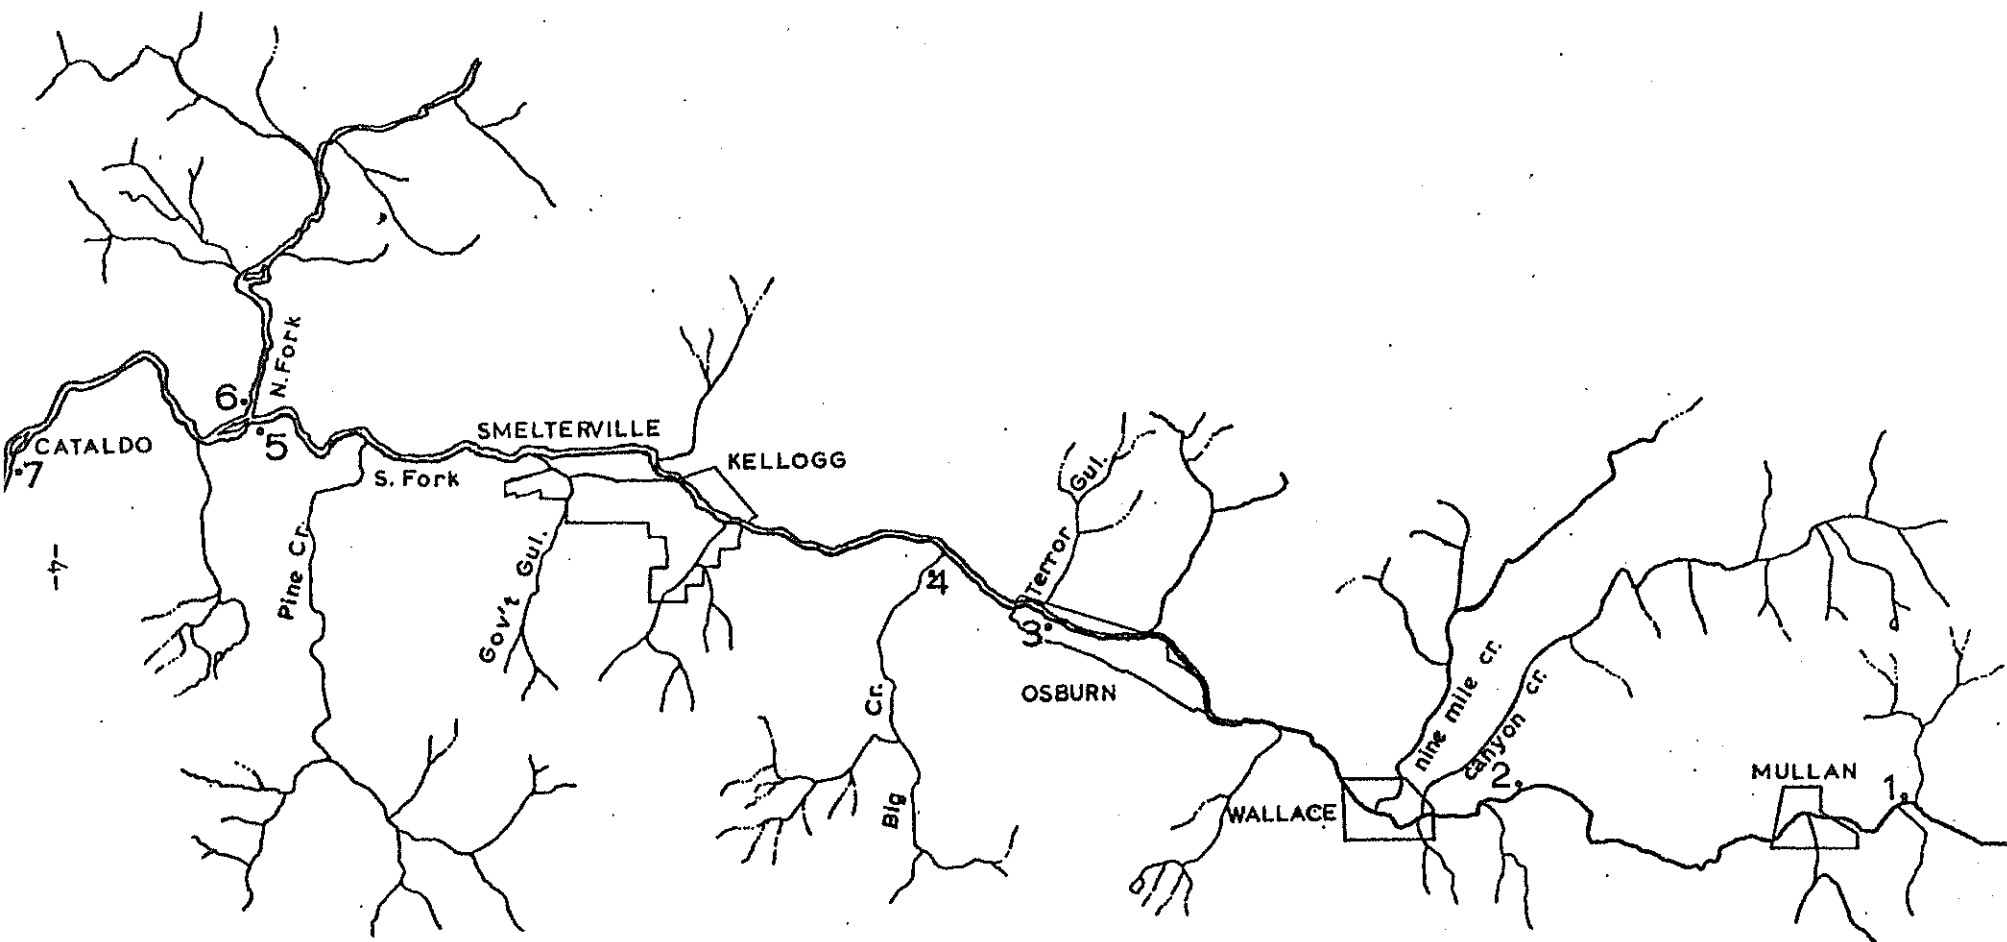 N. Fork
6.
5
SMELTERVILLE
CATALDO
7
S. Fork
KELLOGG
Terror Gul.
Pine Cr.
Gov't Gul.
-4-
4
3
OSBURN
Big Cr.
nine mile cr.
canyon cr.
2.
WALLACE
MULLAN
1.